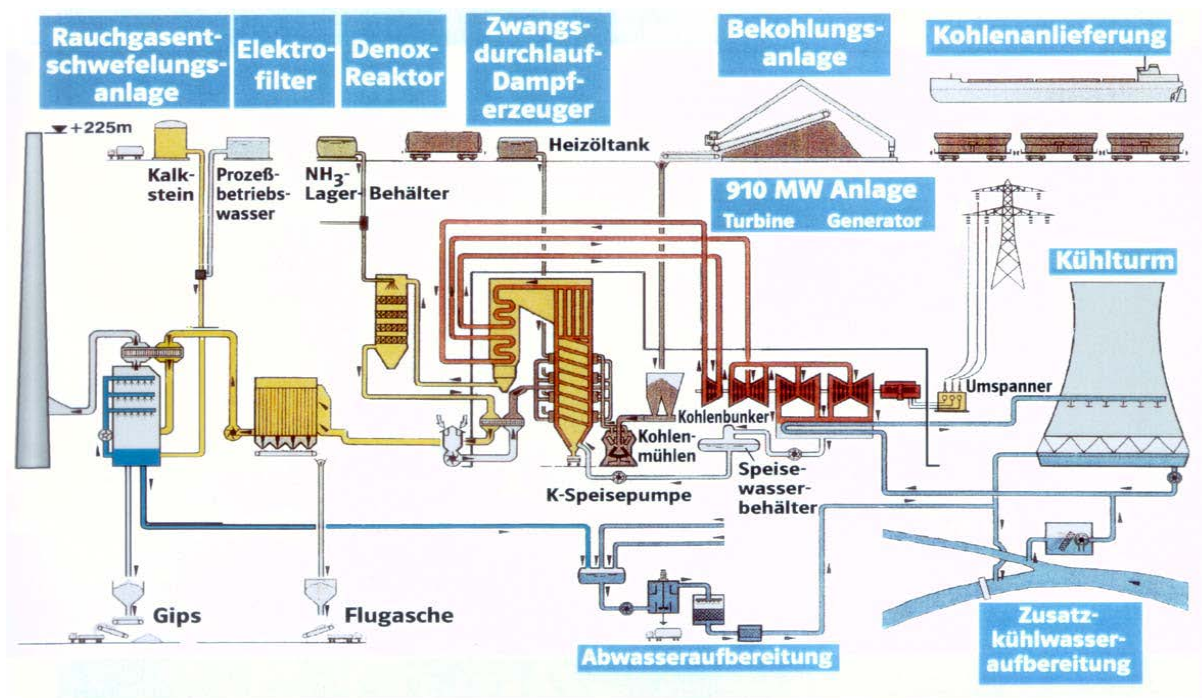 Rauchgasent-
schwefelungs-
anlage
Elektro-
filter
Denox-
Reaktor
Zwangs-
durchlauf-
Dampf-
erzeuger
Bekohlungs-
anlage
Kohlenanlieferung
+225m
Kalk-
stein
Prozeß-
betriebs-
wasser
NH3-
Lager-Behälter
Heizöltank
910 MW Anlage
Turbine Generator
Kühlturm
Umspanner
Kohlenbunker
Kohlen-
mühlen
K-Speisepumpe
Speise-
wasser-
behälter
Gips
Flugasche
Abwasseraufbereitung
Zusatz-
kühlwasser-
aufbereitung